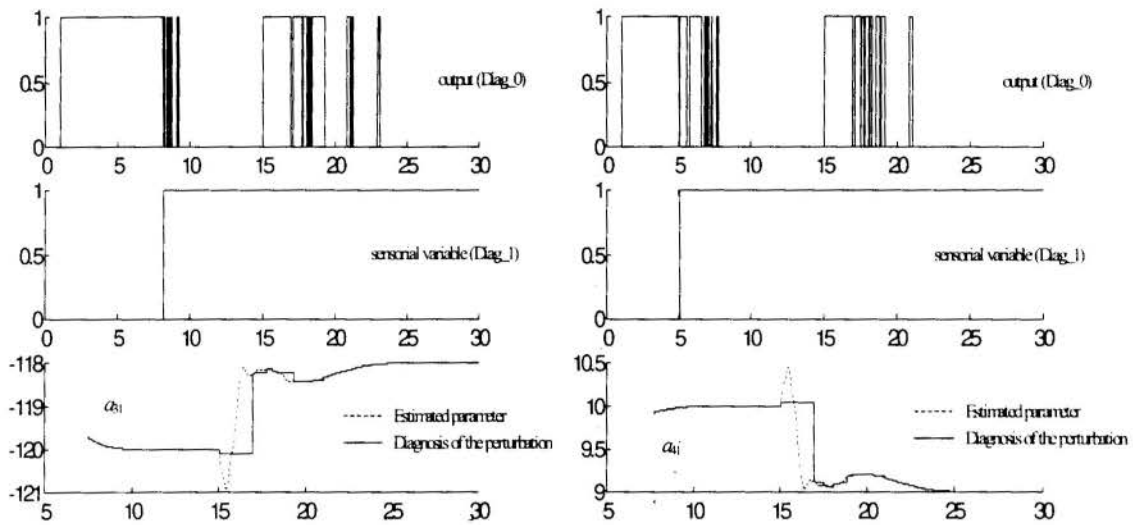 1
0.5
0
0 5 10 15 20 25 30
output (Diag_0)
1
0.5
0
0 5 10 15 20 25 30
sensorial variable (Diag_1)
-118
-119
-120
-121
5 10 15 20 25 30
a31
Estimated parameter
Diagnosis of the perturbation
1
0.5
0
0 5 10 15 20 25 30
output (Diag_0)
1
0.5
0
0 5 10 15 20 25 30
sensorial variable (Diag_1)
10.5
10
9.5
9
5 10 15 20 25 30
a41
Estimated parameter
Diagnosis of the perturbation